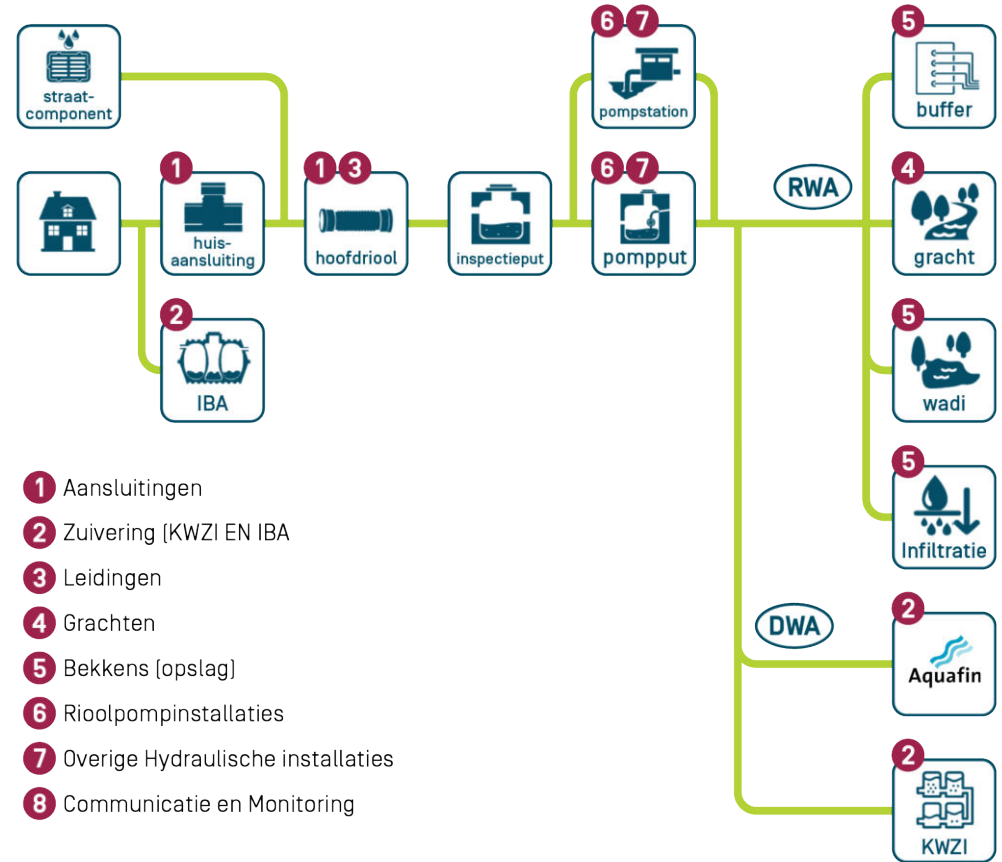 6 7
5
straat-
component
pompstation
buffer
1
1 3
6 7
RWA
4
huis-
aansluiting
hoofdriool
inspectieput
pompput
gracht
2
5
IBA
wadi
5
Infiltratie
1 Aansluitingen
2 Zuivering (KWZI EN IBA
3 Leidingen
4 Grachten
5 Bekkens (opslag)
6 Rioolpompinstallaties
7 Overige Hydraulische installaties
8 Communicatie en Monitoring
DWA
2
Aquafin
2
KWZI